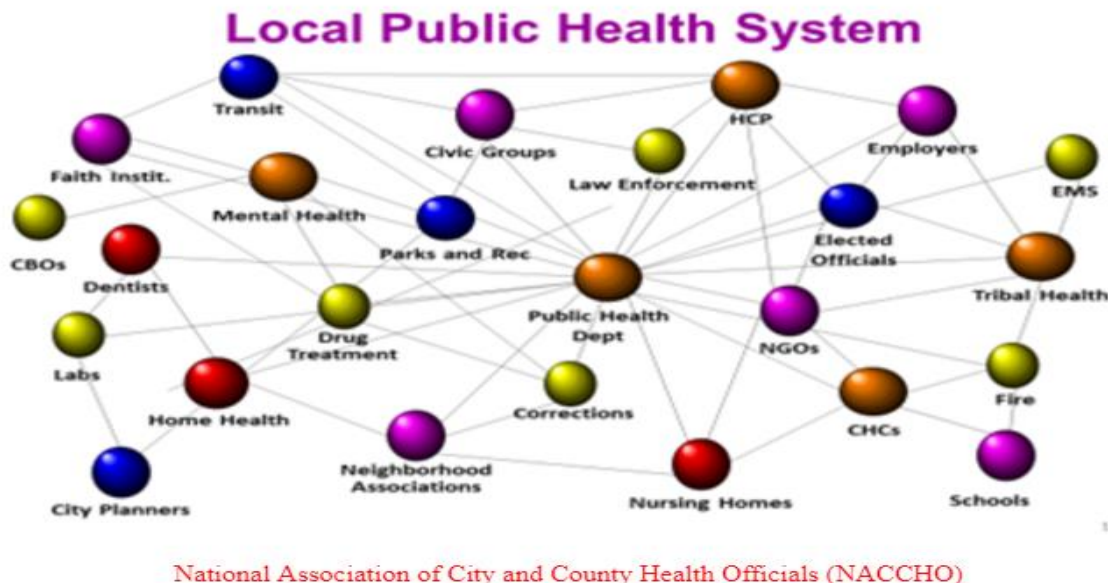 Local Public Health System
Transit
HCP
Civic Groups
Employers
Faith Instit.
Law Enforcement
EMS
Mental Health
CBOs
Parks and Rec
Elected
Officials
Dentists
Tribal Health
Public Health
Dept
Drug
Treatment
NGOs
Labs
Home Health
Corrections
CHCs
Fire
Neighborhood
Associations
Nursing Homes
Schools
City Planners
National Association of City and County Health Officials (NACCHO)